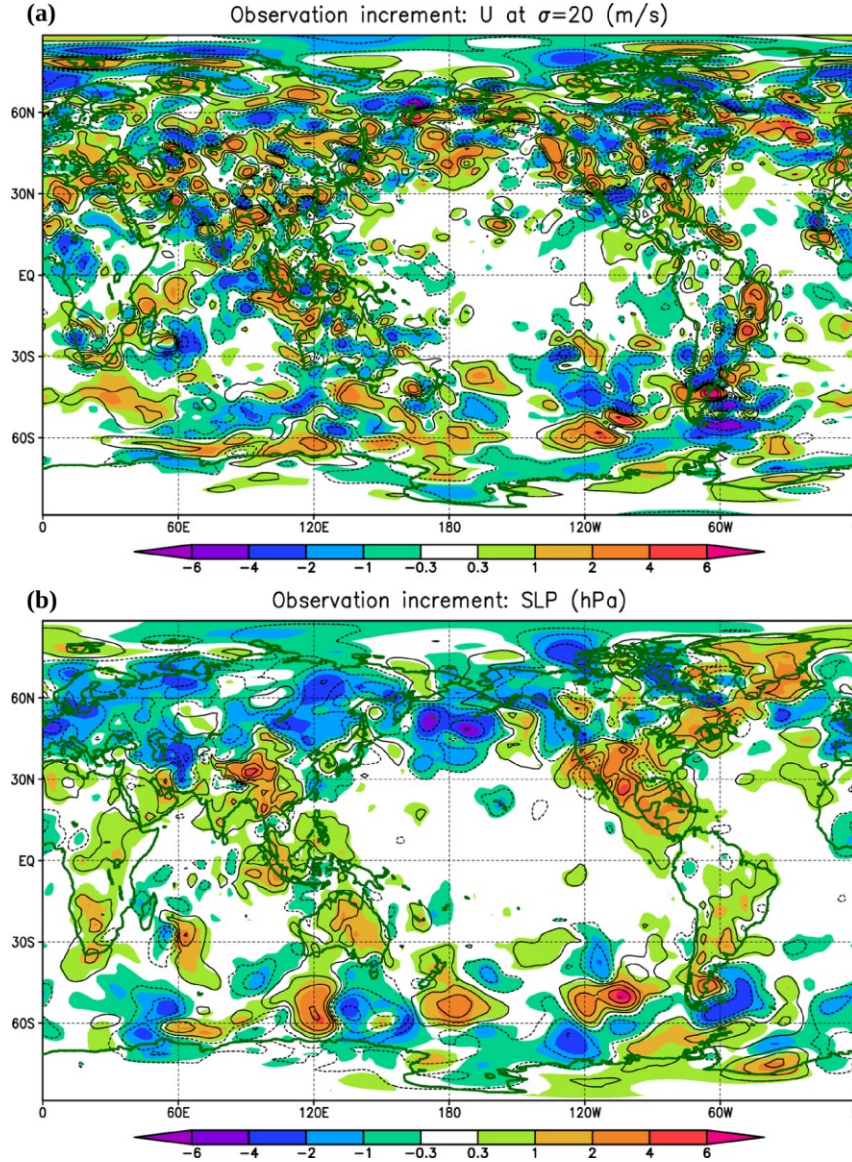 (a)
Observation increment: U at σ=20 (m/s)
60N
30N
EQ
30S
60S
0 60E 120E 180 120W 60W
-6 -4 -2 -1 -0.3 0.3 1 2 4 6
(b)
Observation increment: SLP (hPa)
60N
30N
EQ
30S
60S
0 60E 120E 180 120W 60W
-6 -4 -2 -1 -0.3 0.3 1 2 4 6